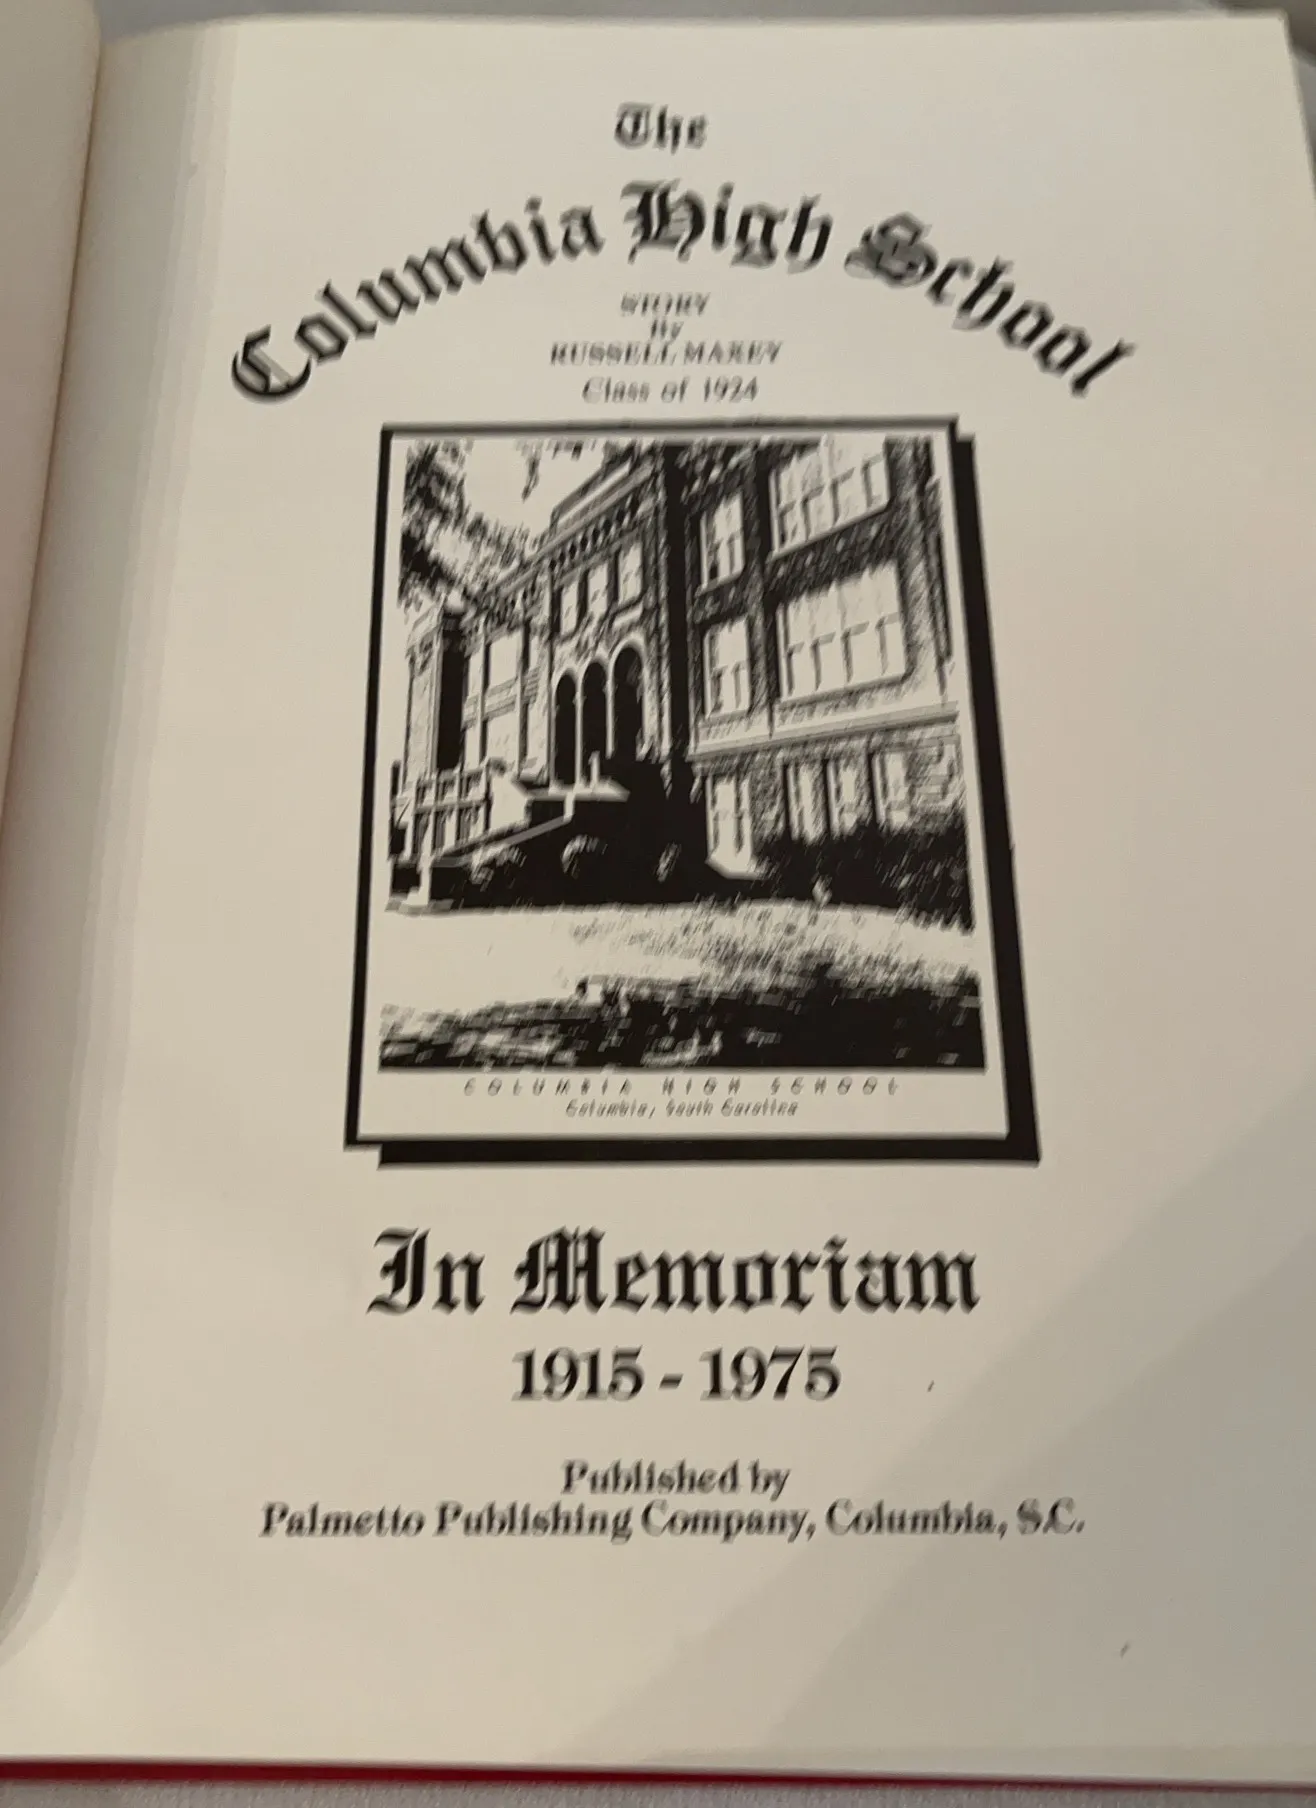 The
Columbia High School
STORY
By
RUSSELL MAXEY
Class of 1924
COLUMBIA HIGH SCHOOL
Columbia, South Carolina
In Memoriam
1915 - 1975
Published by
Palmetto Publishing Company, Columbia, S.C.